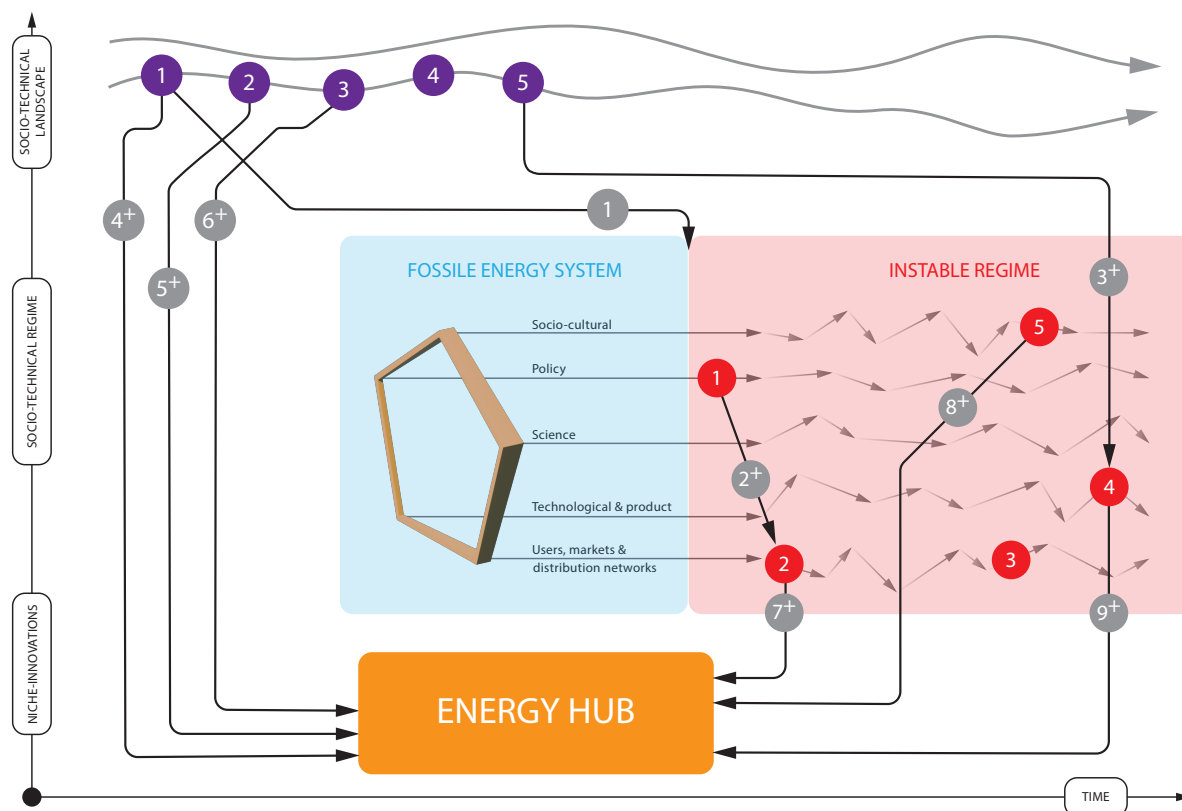 SOCIO-TECHNICAL
LANDSCAPE
1
2
3
4
5
4+
5+
6+
1
3+
SOCIO-TECHNICAL REGIME
FOSSILE ENERGY SYSTEM
INSTABLE REGIME
Socio-cultural
5
Policy
1
8+
Science
2+
4
Technological & product
Users, markets &
distribution networks
2
3
7+
9+
NICHE-INNOVATIONS
ENERGY HUB
TIME